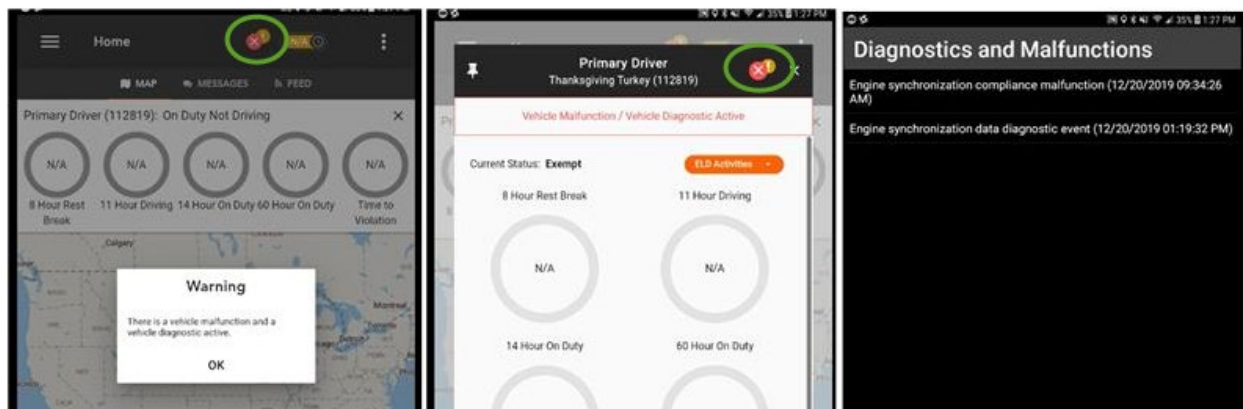 Home
N/A
MAP
MESSAGES
FEED
Primary Driver (112819): On Duty Not Driving
N/A
N/A
N/A
N/A
N/A
8 Hour Rest
Break
11 Hour Driving
14 Hour On Duty
60 Hour On Duty
Time to
Violation
Calgary
CANADA
Montreal
Toronto
Warning
There is a vehicle malfunction and a
vehicle diagnostic active.
OK
35% 1:27 PM
Primary Driver
Thanksgiving Turkey (112819)
Vehicle Malfunction / Vehicle Diagnostic Active
Current Status: Exempt
ELD Activities
8 Hour Rest Break
11 Hour Driving
N/A
N/A
14 Hour On Duty
60 Hour On Duty
35% 1:27 PM
Diagnostics and Malfunctions
Engine synchronization compliance malfunction (12/20/2019 09:34:26
AM)
Engine synchronization data diagnostic event (12/20/2019 01:19:32 PM)